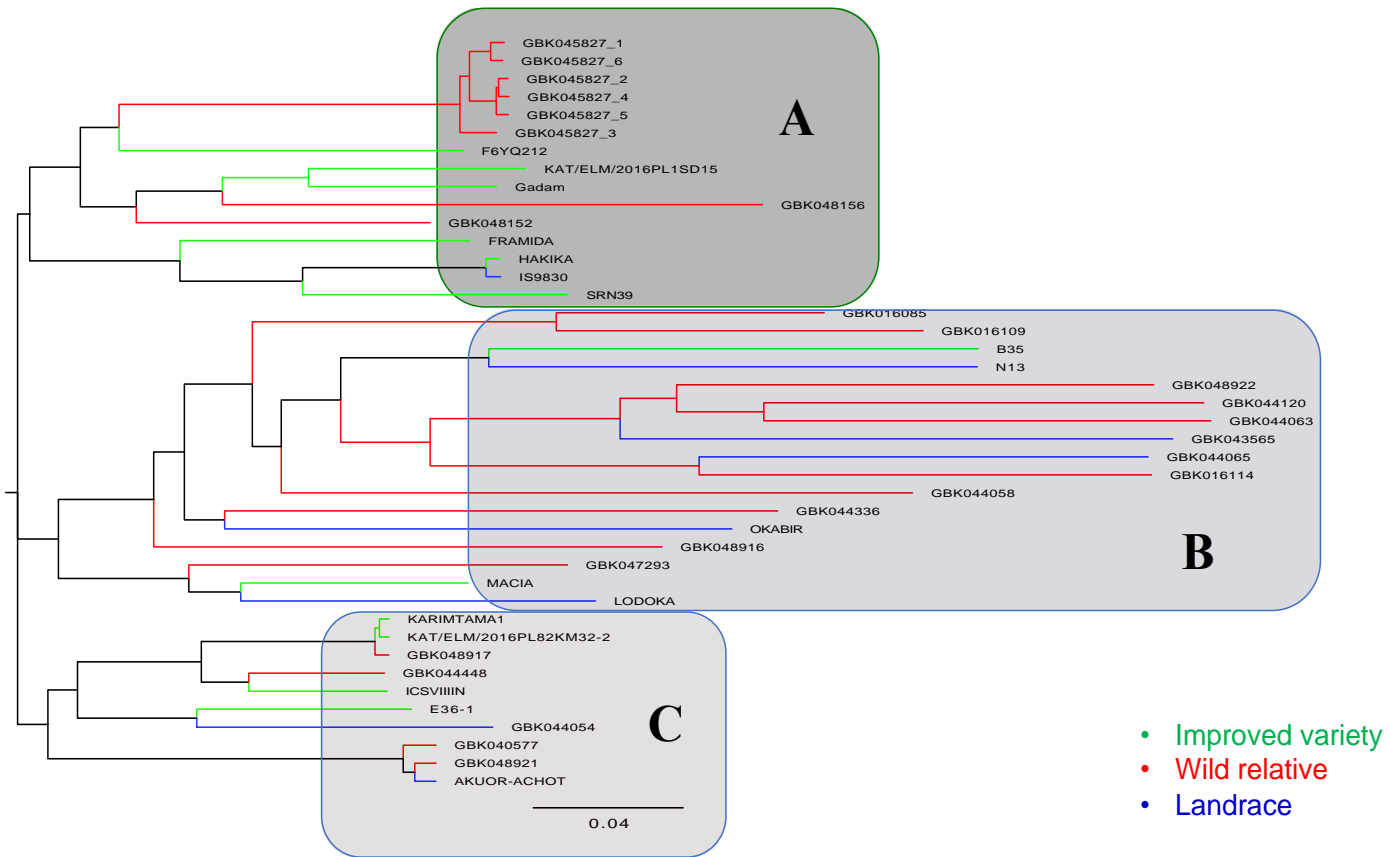 GBK045827_1
GBK045827_6
GBK045827_2
GBK045827_4
GBK045827_5
GBK045827_3
A
F6YQ212
KAT/ELM/2016PL1SD15
Gadam
GBK048156
GBK048152
FRAMIDA
HAKIKA
IS9830
SRN39
GBK016085
GBK016109
B35
N13
GBK048922
GBK044120
GBK044063
GBK043565
GBK044065
GBK016114
GBK044058
GBK044336
OKABIR
GBK048916
B
GBK047293
MACIA
LODOKA
KARIMTAMA1
KAT/ELM/2016PL82KM32-2
GBK048917
GBK044448
ICSVIIIIN
E36-1
GBK044054
C
GBK040577
GBK048921
AKUOR-ACHOT
0.04
• Improved variety
• Wild relative
• Landrace